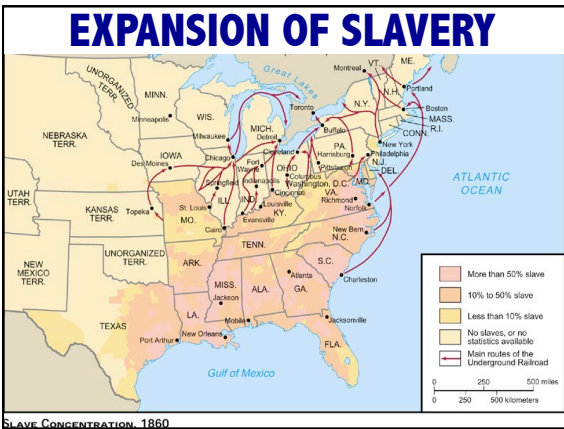 EXPANSION OF SLAVERY
UNORGANIZED
TERR.
MINN.
Minneapolis
WIS.
Milwaukee
Great Lakes
MICH.
Detroit
Toronto
Montreal
VT.
ME.
Portland
N.H.
Boston
MASS.
R.I.
CONN.
N.Y.
Buffalo
New York
Philadelphia
N.J.
DEL.
PA.
Harrisburg
Pittsburgh
Cleveland
OHIO
Columbus
Cincinnati
Fort
Wayne
Indianapolis
IND.
Chicago
Springfield
ILL.
IOWA
Des Moines
NEBRASKA
TERR.
UTAH
TERR.
KANSAS
TERR.
Topeka
St. Louis
MO.
Cairo
Evansville
Louisville
KY.
Washington, D.C.
MD.
VA.
Richmond
Norfolk
New Bern
N.C.
TENN.
S.C.
Charleston
Atlanta
GA.
ALA.
MISS.
Jackson
ARK.
UNORGANIZED
TERR.
NEW
MEXICO
TERR.
TEXAS
LA.
Port Arthur
New Orleans
Mobile
Jacksonville
FLA.
Gulf of Mexico
ATLANTIC
OCEAN
More than 50% slave
10% to 50% slave
Less than 10% slave
No slaves, or no
statistics available
Main routes of the
Underground Railroad
0 250 500 miles
0 250 500 kilometers
SLAVE CONCENTRATION, 1860